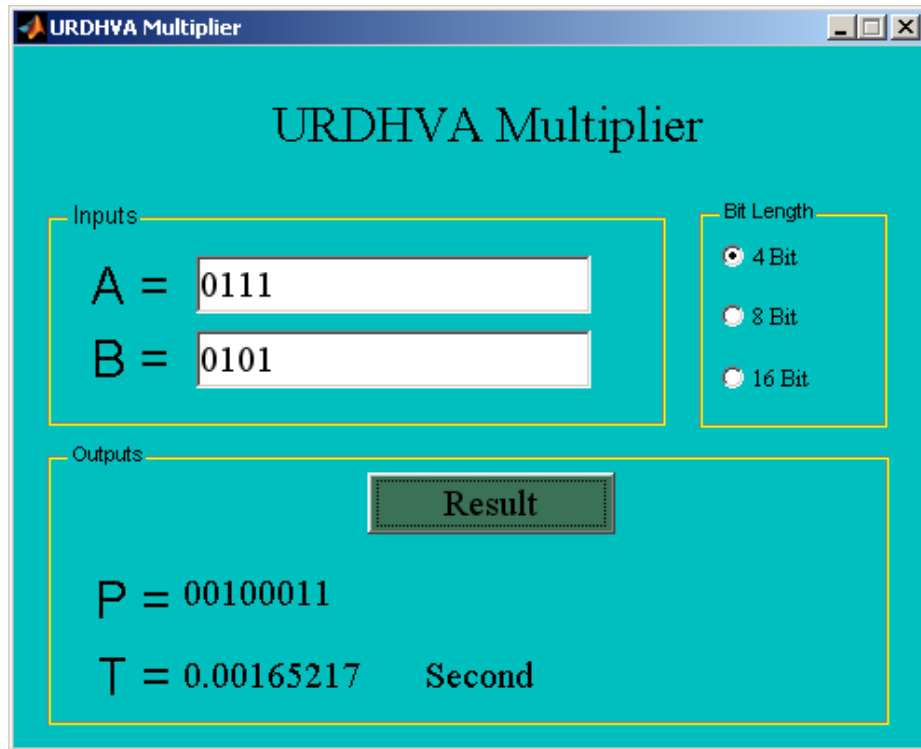 URDHVA Multiplier
URDHVA Multiplier
Inputs
A = 0111
B = 0101
Bit Length
4 Bit
8 Bit
16 Bit
Outputs
Result
P = 00100011
T = 0.00165217 Second